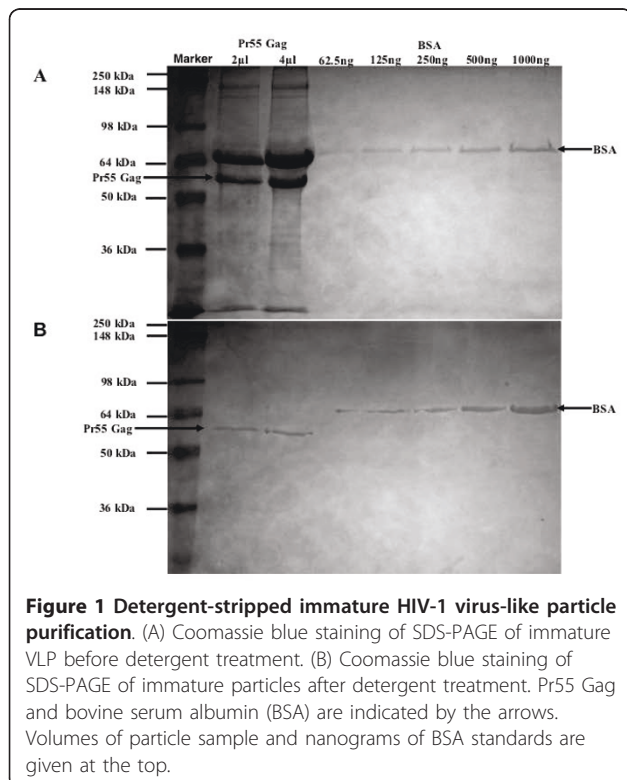 Pr55 Gag BSA
Marker 2µl 4µl 62.5ng 125ng 250ng 500ng 1000ng
A
250 kDa
148 kDa
98 kDa
64 kDa
BSA
Pr55 Gag
50 kDa
36 kDa
B
250 kDa
148 kDa
98 kDa
64 kDa
BSA
Pr55 Gag
50 kDa
36 kDa
Figure 1 Detergent-stripped immature HIV-1 virus-like particle
purification. (A) Coomassie blue staining of SDS-PAGE of immature
VLP before detergent treatment. (B) Coomassie blue staining of
SDS-PAGE of immature particles after detergent treatment. Pr55 Gag
and bovine serum albumin (BSA) are indicated by the arrows.
Volumes of particle sample and nanograms of BSA standards are
given at the top.